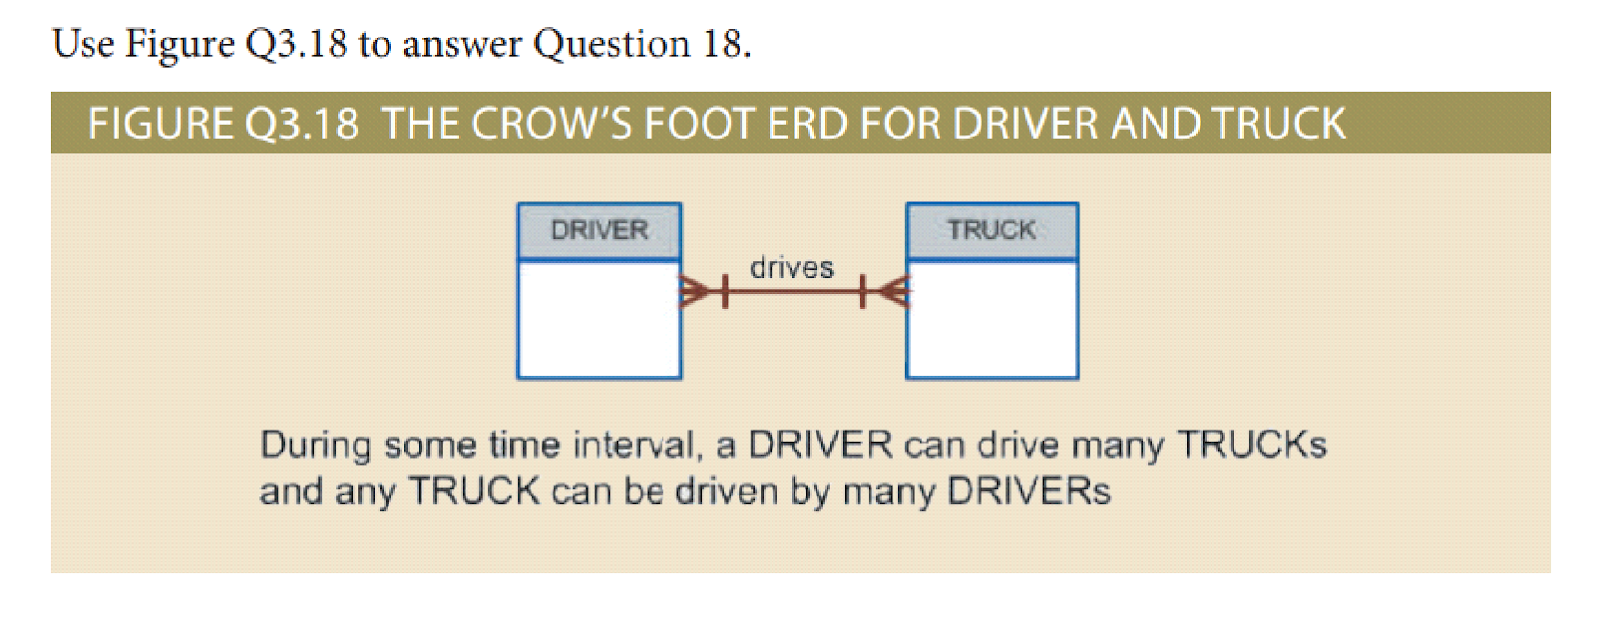 Use Figure Q3.18 to answer Question 18.
FIGURE Q3.18 THE CROW’S FOOT ERD FOR DRIVER AND TRUCK
DRIVER
TRUCK
drives
During some time interval, a DRIVER can drive many TRUCKs
and any TRUCK can be driven by many DRIVERs